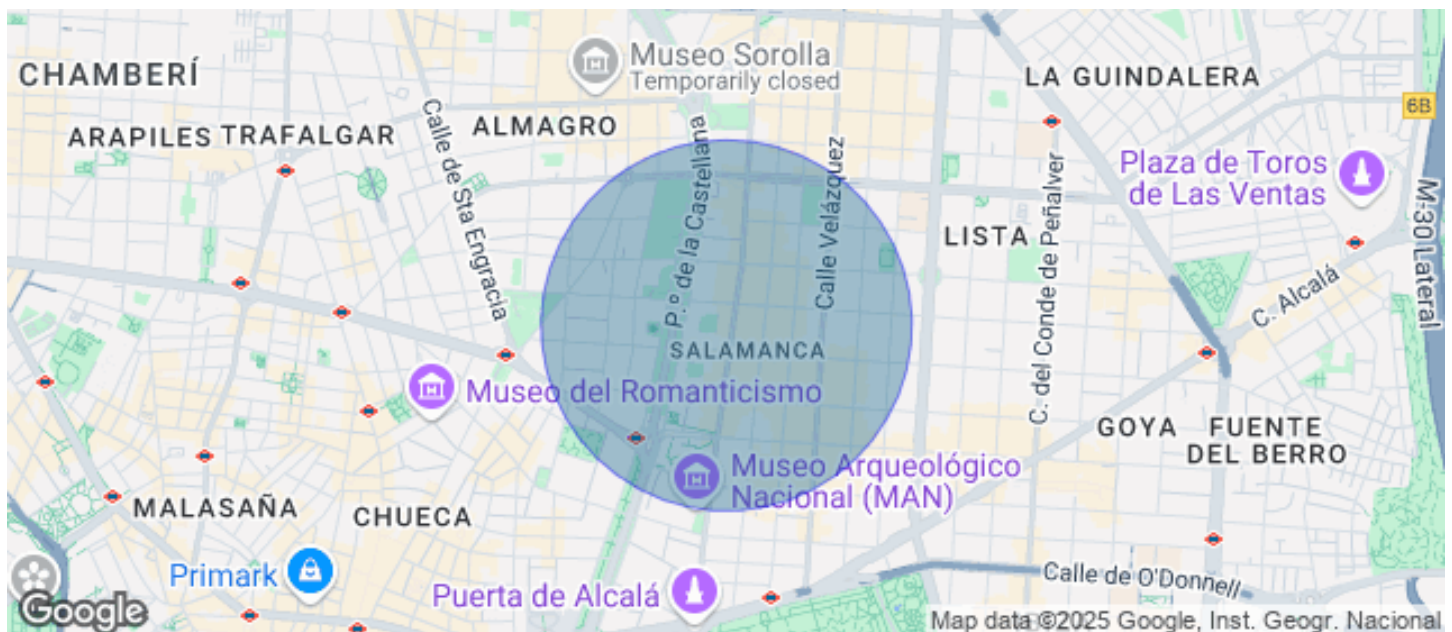 Museo Sorolla
Temporarily closed
CHAMBERÍ
LA GUINDALERA
6B
ARAPILES
TRAFALGAR
ALMAGRO
Calle de Sta Engracia
P.º de la Castellana
Calle Velázquez
C. del Conde de Peñalver
Plaza de Toros
de Las Ventas
M-30 Lateral
LISTA
C. Alcalá
SALAMANCA
Museo del Romanticismo
GOYA
FUENTE
DEL BERRO
Museo Arqueológico
Nacional (MAN)
MALASAÑA
CHUECA
Primark
Puerta de Alcalá
Calle de O'Donnell
Google
Map data ©2025 Google, Inst. Geogr. Nacional